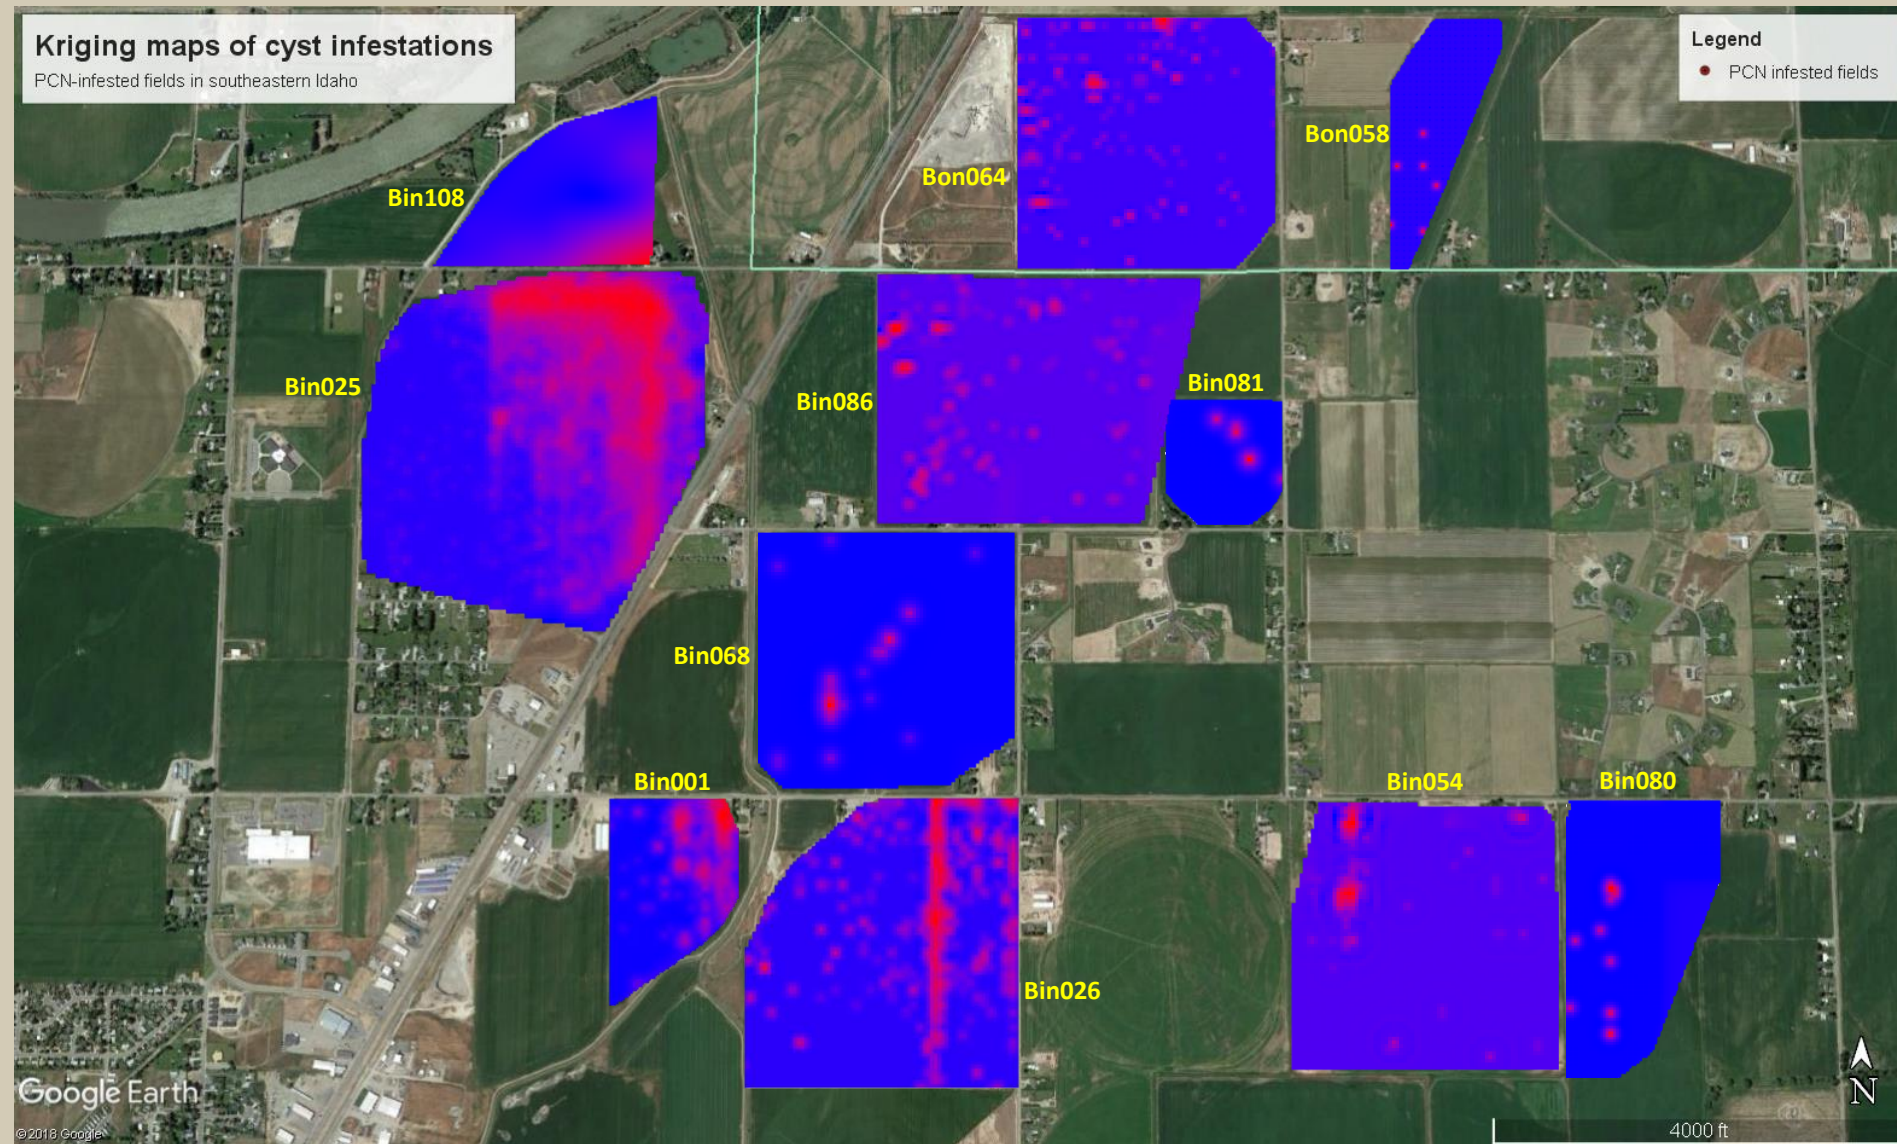 Kriging maps of cyst infestations
PCN-infested fields in southeastern Idaho
Legend
PCN infested fields
Bon058
Bon064
Bin108
Bin025
Bin086
Bin081
Bin068
Bin001
Bin054
Bin080
Bin026
N
Google Earth
©2018 Google
4000 ft